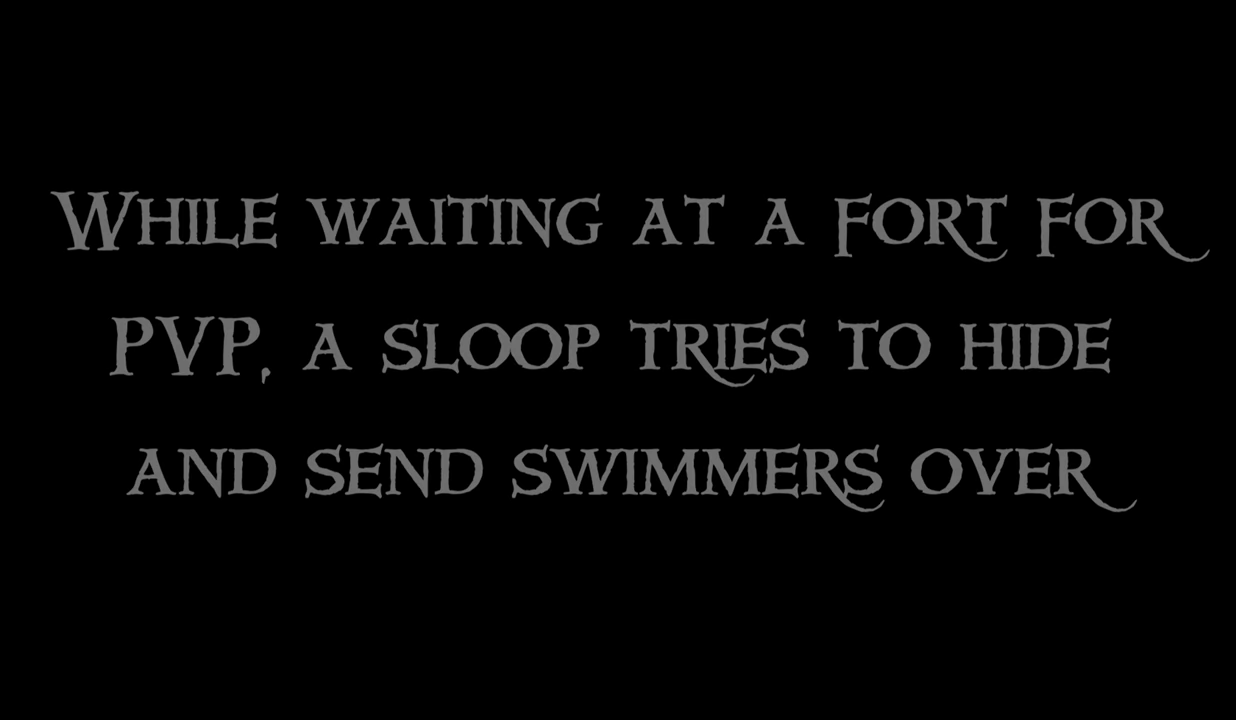 While waiting at a fort for
PVP, a sloop tries to hide
and send swimmers over